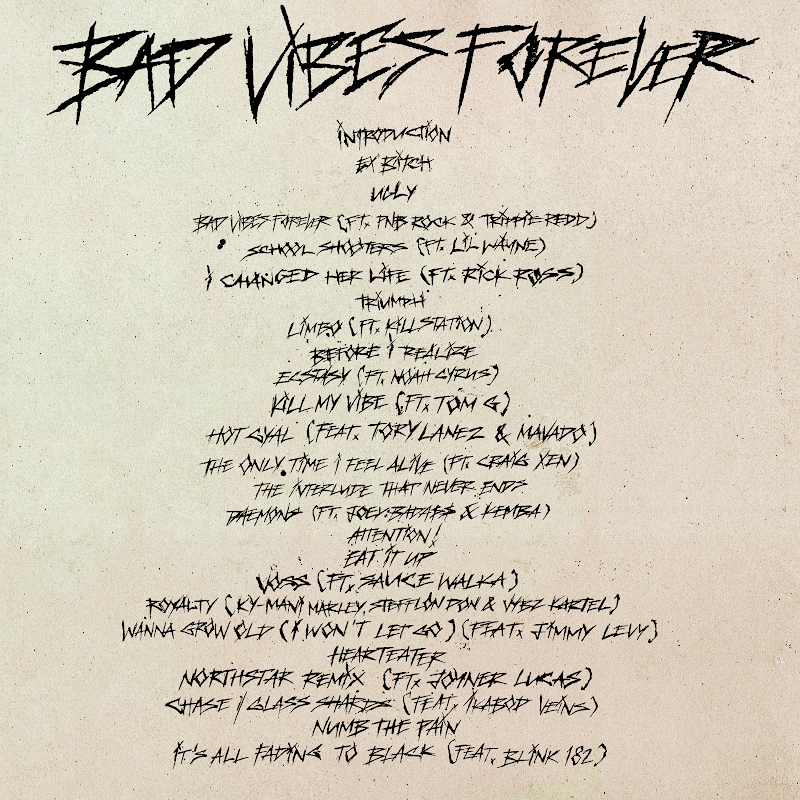 BAD VIBES FOREVER
INTRODUCTION
EX BITCH
UGLY
BAD VIBES FOREVER (FT. PNB ROCK & TRIPPIE REDD)
SCHOOL SHOOTERS (FT. LIL WAYNE)
I CHANGED HER LIFE (FT. RICK ROSS)
TRIUMPH
LIMBO (FT. KILLSTATION)
BEFORE I REALIZE
ECSTASY (FT. NOAH CYRUS)
KILL MY VIBE (FT. TOM G)
HOT GYAL (FEAT. TORY LANEZ & MAVADO)
THE ONLY TIME I FEEL ALIVE (FT. CRAIG XEN)
THE INTERLUDE THAT NEVER ENDS
DAEMONS (FT. JOEY BADA$$ & KEMBA)
ATTENTION!
EAT IT UP
VOSS (FT. SAUCE WALKA)
ROYALTY (KY-MANI MARLEY, STEFFLON DON & VYBZ KARTEL)
WANNA GROW OLD (I WON'T LET GO) (FEAT. JIMMY LEVY)
HEARTEATER
NORTHSTAR REMIX (FT. JOYNER LUCAS)
CHASE / GLASS SHARDS (FEAT. IKABOD VEINS)
NUMB THE PAIN
IT'S ALL FADING TO BLACK (FEAT. BLINK 182)